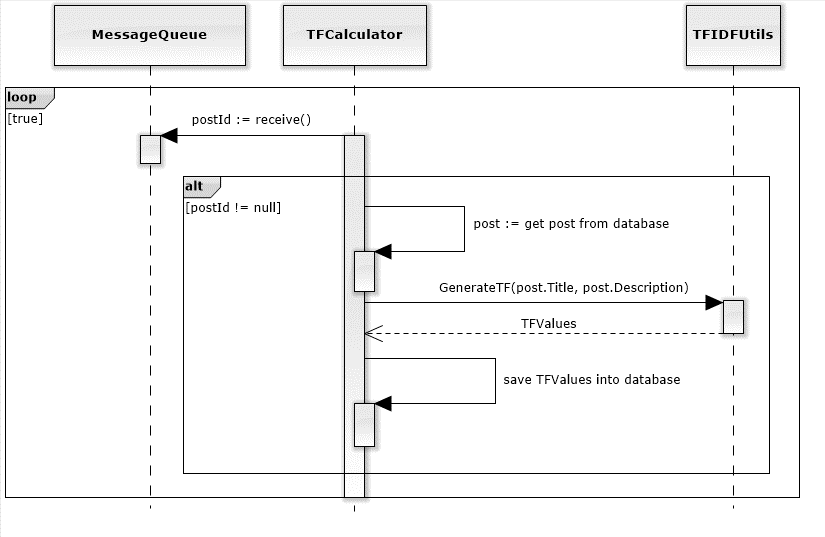 MessageQueue
TFCalculator
TFIDFUtils
loop
[true]
postId := receive()
alt
[postId != null]
post := get post from database
GenerateTF(post.Title, post.Description)
TFValues
save TFValues into database